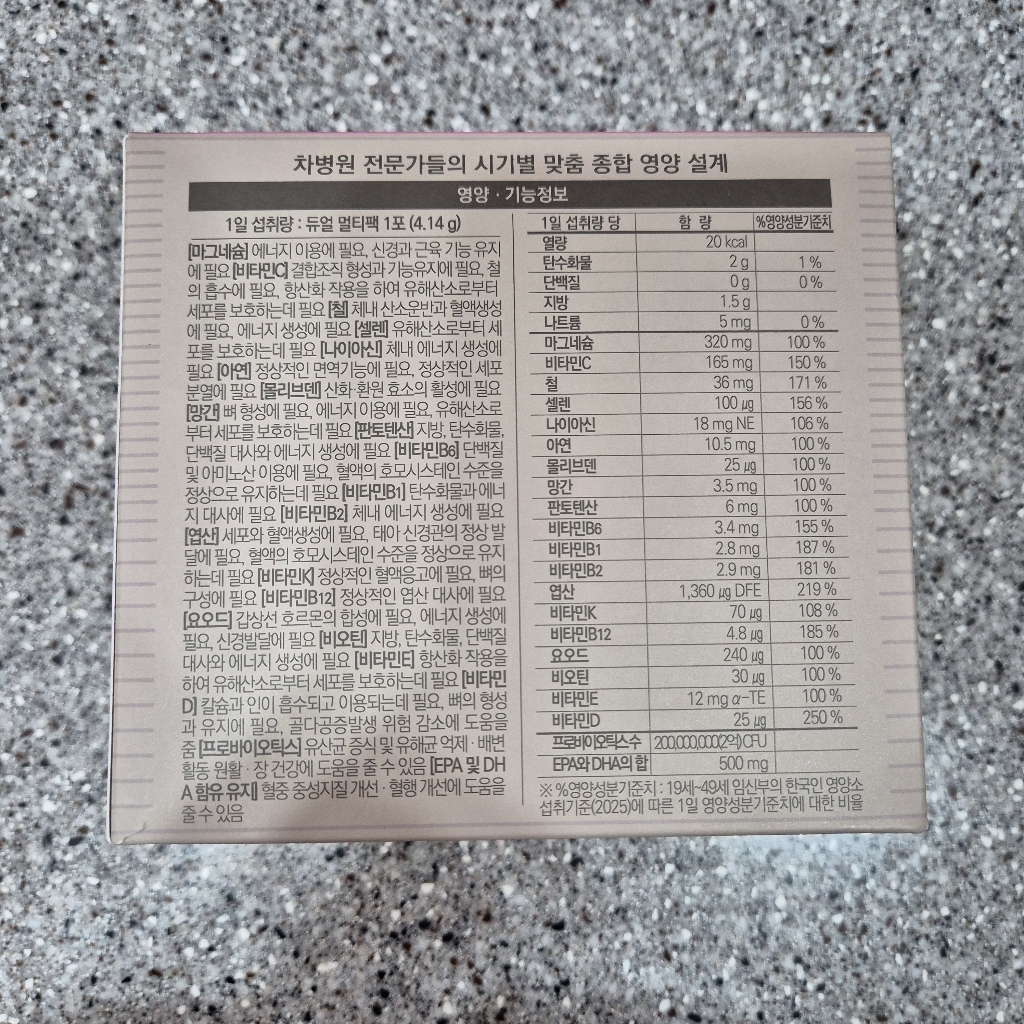 차병원 전문가들의 시기별 맞춤 종합 영양 설계
영양 · 기능정보
1일 섭취량 : 듀얼 멀티팩 1포 (4.14 g)
[마그네슘] 에너지 이용에 필요, 신경과 근육 기능 유지
에 필요 [비타민C] 결합조직 형성과 기능유지에 필요, 철
의 흡수에 필요, 항산화 작용을 하여 유해산소로부터
세포를 보호하는데 필요 [철] 체내 산소운반과 혈액생성
에 필요, 에너지 생성에 필요 [셀렌] 유해산소로부터 세
포를 보호하는데 필요 [나이아신] 체내 에너지 생성에
필요 [아연] 정상적인 면역기능에 필요, 정상적인 세포
분열에 필요 [몰리브덴] 산화·환원 효소의 활성에 필요
[망간] 뼈 형성에 필요, 에너지 이용에 필요, 유해산소로
부터 세포를 보호하는데 필요 [판토텐산] 지방, 탄수화물,
단백질 대사와 에너지 생성에 필요 [비타민B6] 단백질
및 아미노산 이용에 필요, 혈액의 호모시스테인 수준을
정상으로 유지하는데 필요 [비타민B1] 탄수화물과 에너
지 대사에 필요 [비타민B2] 체내 에너지 생성에 필요
[엽산] 세포와 혈액생성에 필요, 태아 신경관의 정상 발
달에 필요, 혈액의 호모시스테인 수준을 정상으로 유지
하는데 필요 [비타민K] 정상적인 혈액응고에 필요, 뼈의
구성에 필요 [비타민B12] 정상적인 엽산 대사에 필요
[요오드] 갑상선 호르몬의 합성에 필요, 에너지 생성에
필요, 신경발달에 필요 [비오틴] 지방, 탄수화물, 단백질
대사와 에너지 생성에 필요 [비타민E] 항산화 작용을
하여 유해산소로부터 세포를 보호하는데 필요 [비타민
D] 칼슘과 인이 흡수되고 이용되는데 필요, 뼈의 형성
과 유지에 필요, 골다공증발생 위험 감소에 도움을
줌 [프로바이오틱스] 유산균 증식 및 유해균 억제 · 배변
활동 원활 · 장 건강에 도움을 줄 수 있음 [EPA 및 DH
A 함유 유지] 혈중 중성지질 개선 · 혈행 개선에 도움을
줄 수 있음
1일 섭취량 당 함 량 %영양성분기준치
열량 20 kcal
탄수화물 2 g 1 %
단백질 0 g 0 %
지방 1.5 g
나트륨 5 mg 0 %
마그네슘 320 mg 100 %
비타민C 165 mg 150 %
철 36 mg 171 %
셀렌 100 μg 156 %
나이아신 18 mg NE 106 %
아연 10.5 mg 100 %
몰리브덴 25 μg 100 %
망간 3.5 mg 100 %
판토텐산 6 mg 100 %
비타민B6 3.4 mg 155 %
비타민B1 2.8 mg 187 %
비타민B2 2.9 mg 181 %
엽산 1,360 μg DFE 219 %
비타민K 70 μg 108 %
비타민B12 4.8 μg 185 %
요오드 240 μg 100 %
비오틴 30 μg 100 %
비타민E 12 mg α-TE 100 %
비타민D 25 μg 250 %
프로바이오틱스수 200,000,000(2억)CFU
EPA와 DHA의 합 500 mg
※ %영양성분기준치 : 19세~49세 임신부의 한국인 영양소
섭취기준(2025)에 따른 1일 영양성분기준치에 대한 비율